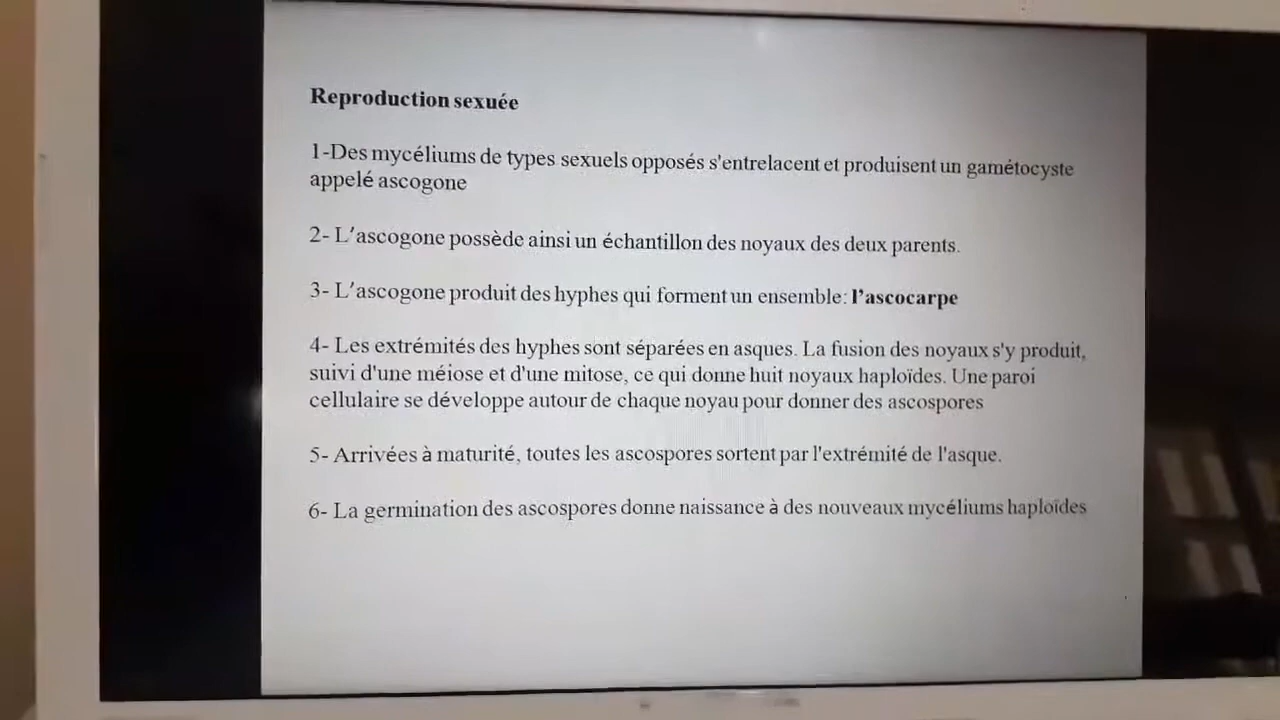 Reproduction sexuée
1-Des mycéliums de types sexuels opposés s'entrelacent et produisent un gamétocyste
appelé ascogone
2- L'ascogone possède ainsi un échantillon des noyaux des deux parents.
3- L'ascogone produit des hyphes qui forment un ensemble: l'ascocarpe
4- Les extrémités des hyphes sont séparées en asques. La fusion des noyaux s'y produit,
suivi d'une méiose et d'une mitose, ce qui donne huit noyaux haploïdes. Une paroi
cellulaire se développe autour de chaque noyau pour donner des ascospores
5- Arrivées à maturité, toutes les ascospores sortent par l'extrémité de l'asque.
6- La germination des ascospores donne naissance à des nouveaux mycéliums haploïdes